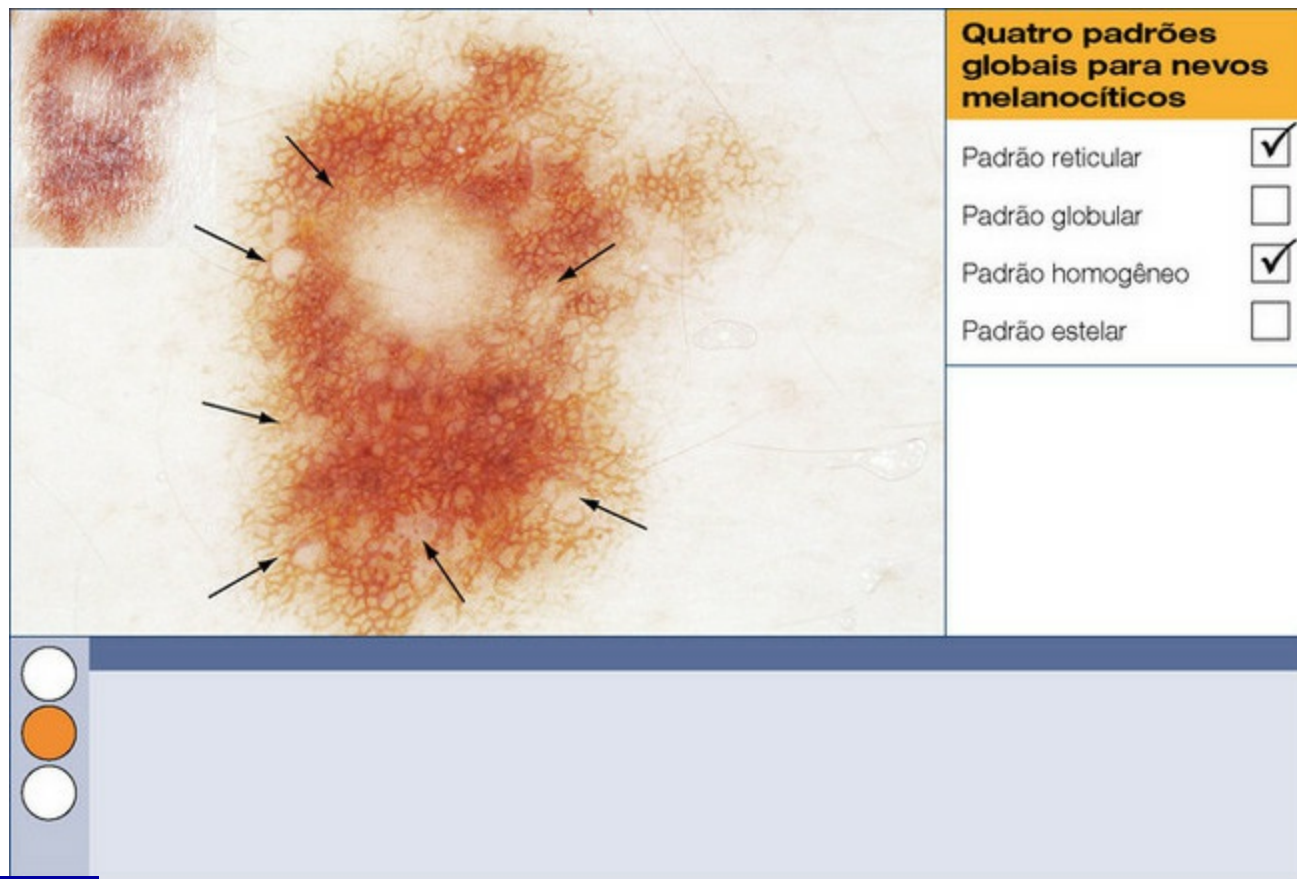 Quatro padrões
globais para nevos
melanocíticos
Padrão reticular
Padrão globular
Padrão homogêneo
Padrão estelar